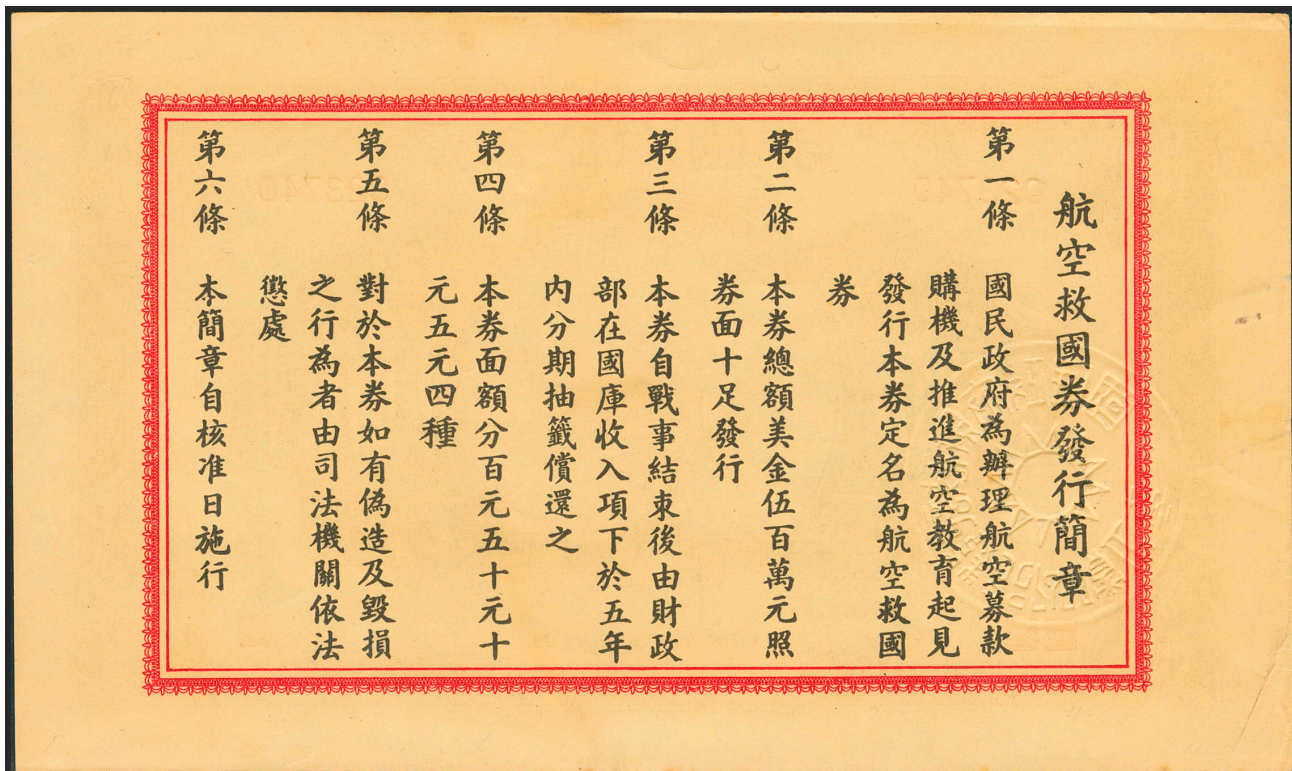 航空救國券發行簡章
第一條 國民政府為辦理航空募款
購機及推進航空教育起見
發行本券定名為航空救國
券
第二條 本券總額美金伍百萬元照
券面十足發行
第三條 本券自戰事結束後由財政
部在國庫收入項下於五年
內分期抽籤償還之
第四條 本券面額分百元五十元十
元五元四種
第五條 對於本券如有偽造及毀損
之行為者由司法機關依法
懲處
第六條 本簡章自核准日施行